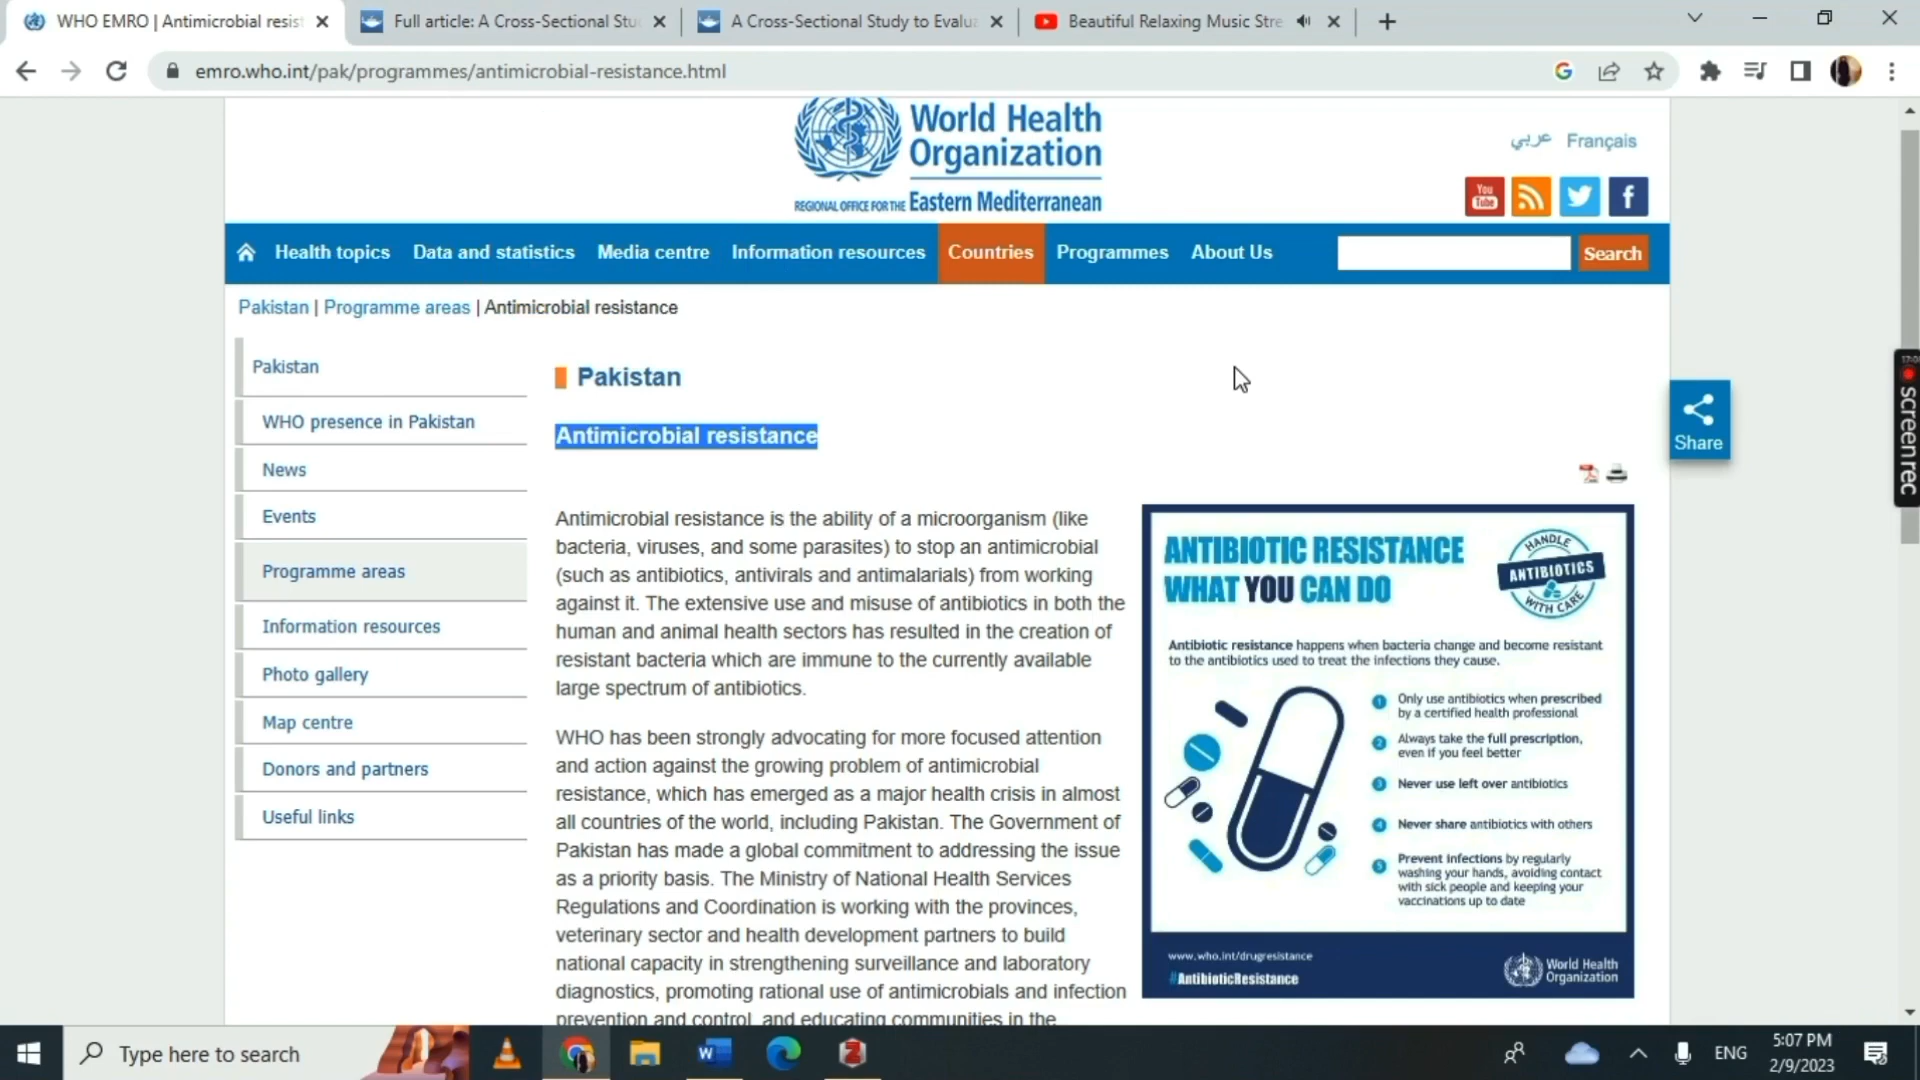 WHO EMRO | Antimicrobial resist
Full article: A Cross-Sectional Stu
A Cross-Sectional Study to Evalu
Beautiful Relaxing Music Stre
emro.who.int/pak/programmes/antimicrobial-resistance.html
World Health
Organization
REGIONAL OFFICE FOR THE Eastern Mediterranean
عربي Français
You
Tube
Health topics Data and statistics Media centre Information resources Countries Programmes About Us Search
Pakistan | Programme areas | Antimicrobial resistance
Pakistan
WHO presence in Pakistan
News
Events
Programme areas
Information resources
Photo gallery
Map centre
Donors and partners
Useful links
Pakistan
Antimicrobial resistance
Antimicrobial resistance is the ability of a microorganism (like
bacteria, viruses, and some parasites) to stop an antimicrobial
(such as antibiotics, antivirals and antimalarials) from working
against it. The extensive use and misuse of antibiotics in both the
human and animal health sectors has resulted in the creation of
resistant bacteria which are immune to the currently available
large spectrum of antibiotics.
WHO has been strongly advocating for more focused attention
and action against the growing problem of antimicrobial
resistance, which has emerged as a major health crisis in almost
all countries of the world, including Pakistan. The Government of
Pakistan has made a global commitment to addressing the issue
as a priority basis. The Ministry of National Health Services
Regulations and Coordination is working with the provinces,
veterinary sector and health development partners to build
national capacity in strengthening surveillance and laboratory
diagnostics, promoting rational use of antimicrobials and infection
prevention and control, and educating communities in the
ANTIBIOTIC RESISTANCE
WHAT YOU CAN DO
HANDLE
ANTIBIOTICS
WITH CARE
Antibiotic resistance happens when bacteria change and become resistant
to the antibiotics used to treat the infections they cause.
1 Only use antibiotics when prescribed
by a certified health professional
2 Always take the full prescription,
even if you feel better
3 Never use left over antibiotics
4 Never share antibiotics with others
5 Prevent infections by regularly
washing your hands, avoiding contact
with sick people and keeping your
vaccinations up to date
www.who.int/drugresistance
#AntibioticResistance
World Health
Organization
Share
screenrec
Type here to search
ENG
5:07 PM
2/9/2023